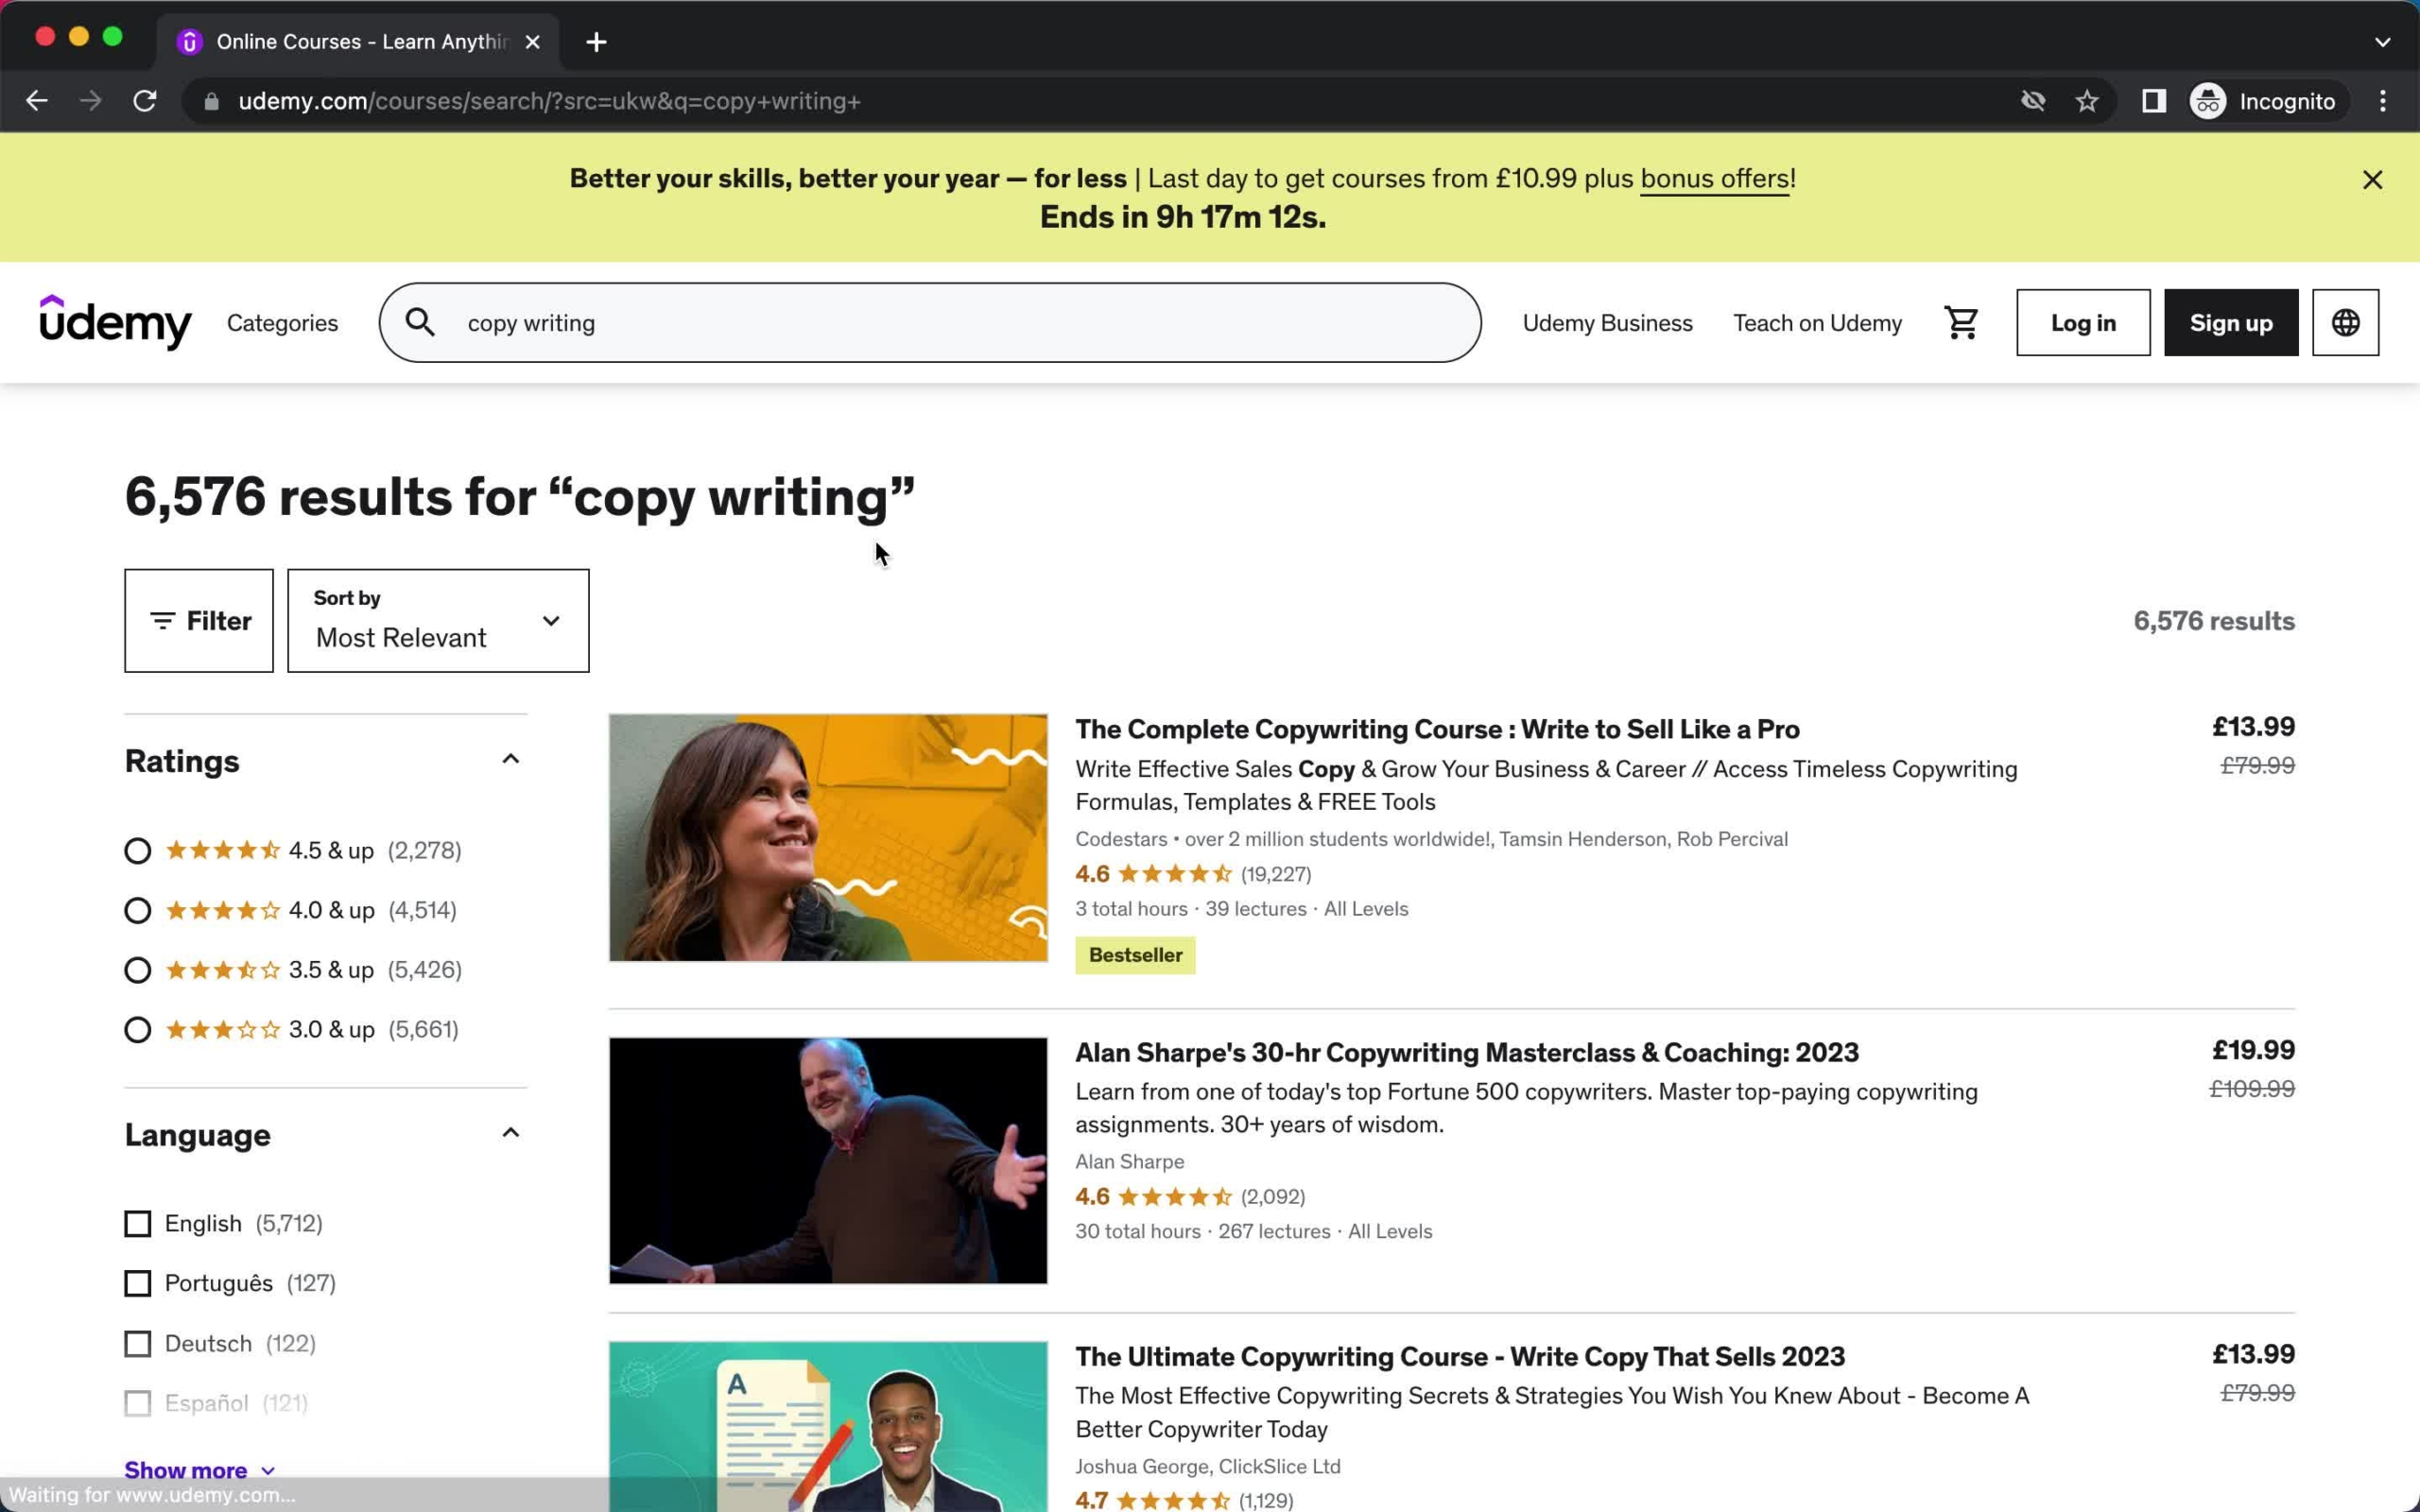 Online Courses - Learn Anythin
udemy.com/courses/search/?src=ukw&q=copy+writing+
Incognito
Better your skills, better your year — for less | Last day to get courses from £10.99 plus bonus offers!
Ends in 9h 17m 12s.
udemy
Categories
copy writing
Udemy Business
Teach on Udemy
Log in
Sign up
6,576 results for “copy writing”
Filter
Sort by
Most Relevant
6,576 results
Ratings
4.5 & up (2,278)
4.0 & up (4,514)
3.5 & up (5,426)
3.0 & up (5,661)
Language
English (5,712)
Português (127)
Deutsch (122)
Español (121)
Show more
The Complete Copywriting Course : Write to Sell Like a Pro
£13.99
Write Effective Sales Copy & Grow Your Business & Career // Access Timeless Copywriting
£79.99
Formulas, Templates & FREE Tools
Codestars • over 2 million students worldwide!, Tamsin Henderson, Rob Percival
4.6 (19,227)
3 total hours · 39 lectures · All Levels
Bestseller
Alan Sharpe's 30-hr Copywriting Masterclass & Coaching: 2023
£19.99
Learn from one of today's top Fortune 500 copywriters. Master top-paying copywriting
£109.99
assignments. 30+ years of wisdom.
Alan Sharpe
4.6 (2,092)
30 total hours · 267 lectures · All Levels
A
The Ultimate Copywriting Course - Write Copy That Sells 2023
£13.99
The Most Effective Copywriting Secrets & Strategies You Wish You Knew About - Become A
£79.99
Better Copywriter Today
Joshua George, ClickSlice Ltd
4.7 (1,129)
Waiting for www.udemy.com...